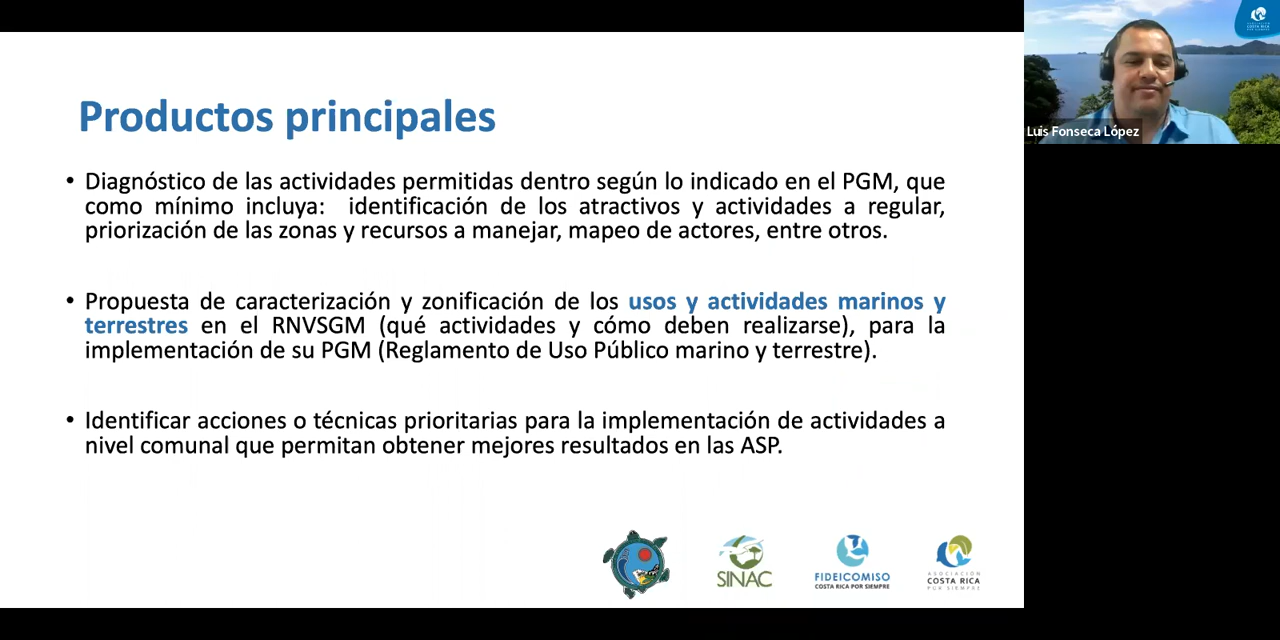 Productos principales
• Diagnóstico de las actividades permitidas dentro según lo indicado en el PGM, que
como mínimo incluya: identificación de los atractivos y actividades a regular,
priorización de las zonas y recursos a manejar, mapeo de actores, entre otros.
• Propuesta de caracterización y zonificación de los usos y actividades marinos y
terrestres en el RNVSGM (qué actividades y cómo deben realizarse), para la
implementación de su PGM (Reglamento de Uso Público marino y terrestre).
• Identificar acciones o técnicas prioritarias para la implementación de actividades a
nivel comunal que permitan obtener mejores resultados en las ASP.
SINAC
FIDEICOMISO
COSTA RICA POR SIEMPRE
ASOCIACIÓN
COSTA RICA
POR SIEMPRE
ASOCIACIÓN
COSTA RICA
POR SIEMPRE
Luis Fonseca López